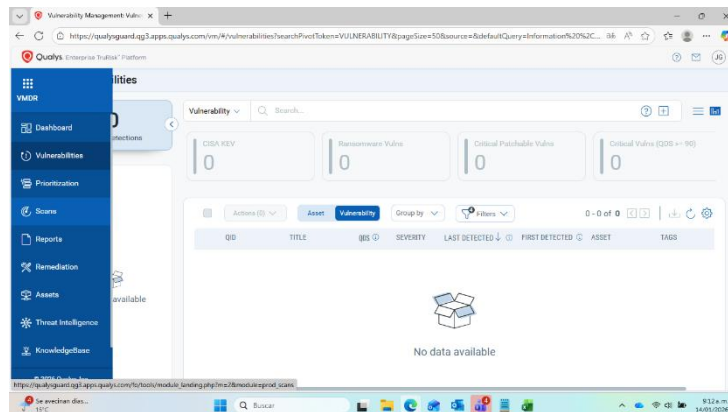 Vulnerability Management: Vulne
https://qualysguard.qg3.apps.qualys.com/vm/#/vulnerabilities?searchPivotToken=VULNERABILITY&pageSize=50&source=&defaultQuery=Information%20%2C...
Qualys. Enterprise TruRisk™ Platform
JG
ilities
VMDR
Dashboard
Vulnerabilities
Prioritization
Scans
Reports
Remediation
Assets
Threat Intelligence
KnowledgeBase
etections
available
Vulnerability
Search...
CISA KEV
0
Ransomware Vulns
0
Critical Patchable Vulns
0
Critical Vulns (QDS >= 90)
0
Actions (0)
Asset
Vulnerability
Group by
Filters
0 - 0 of 0
QID TITLE QDS SEVERITY LAST DETECTED FIRST DETECTED ASSET TAGS
No data available
https://qualysguard.qg3.apps.qualys.com/fo/tools/module_landing.php?m=2&module=prod_scans
Se avecinan días...
15°C
Buscar
9:12 a.m.